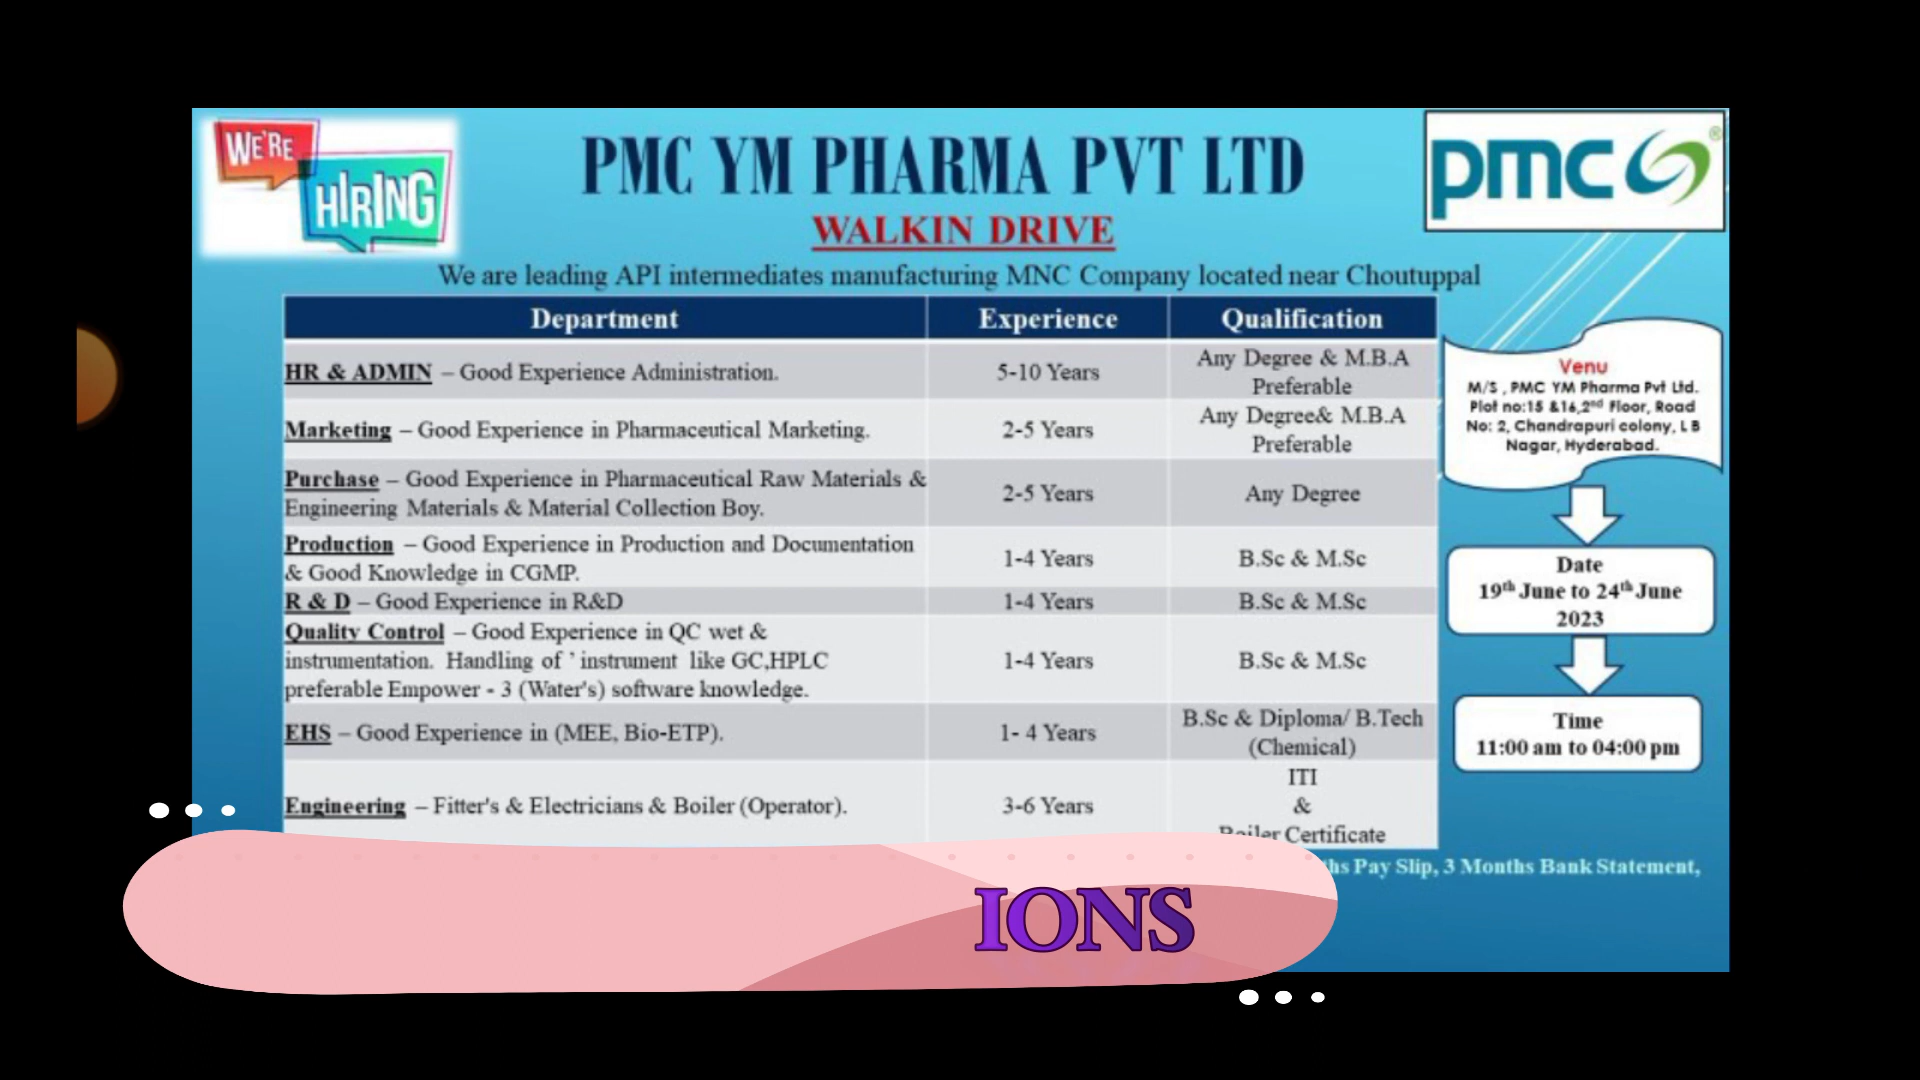 WE'RE
HIRING
PMC YM PHARMA PVT LTD
pmc
®
WALKIN DRIVE
We are leading API intermediates manufacturing MNC Company located near Choutuppal
Department Experience Qualification
HR & ADMIN – Good Experience Administration. 5-10 Years Any Degree & M.B.A
Preferable
Marketing – Good Experience in Pharmaceutical Marketing. 2-5 Years Any Degree& M.B.A
Preferable
Purchase – Good Experience in Pharmaceutical Raw Materials &
Engineering Materials & Material Collection Boy. 2-5 Years Any Degree
Production – Good Experience in Production and Documentation
& Good Knowledge in CGMP. 1-4 Years B.Sc & M.Sc
R & D – Good Experience in R&D 1-4 Years B.Sc & M.Sc
Quality Control – Good Experience in QC wet &
instrumentation. Handling of ' instrument like GC,HPLC 1-4 Years B.Sc & M.Sc
preferable Empower - 3 (Water's) software knowledge.
EHS – Good Experience in (MEE, Bio-ETP). 1- 4 Years B.Sc & Diploma/ B.Tech
(Chemical)
Engineering – Fitter's & Electricians & Boiler (Operator). 3-6 Years ITI
&
Boiler Certificate
Venu
M/S , PMC YM Pharma Pvt Ltd.
Plot no:15 &16,2nd Floor, Road
No: 2, Chandrapuri colony, L B
Nagar, Hyderabad.
Date
19th June to 24th June
2023
Time
11:00 am to 04:00 pm
Pay Slip, 3 Months Bank Statement,
IONS